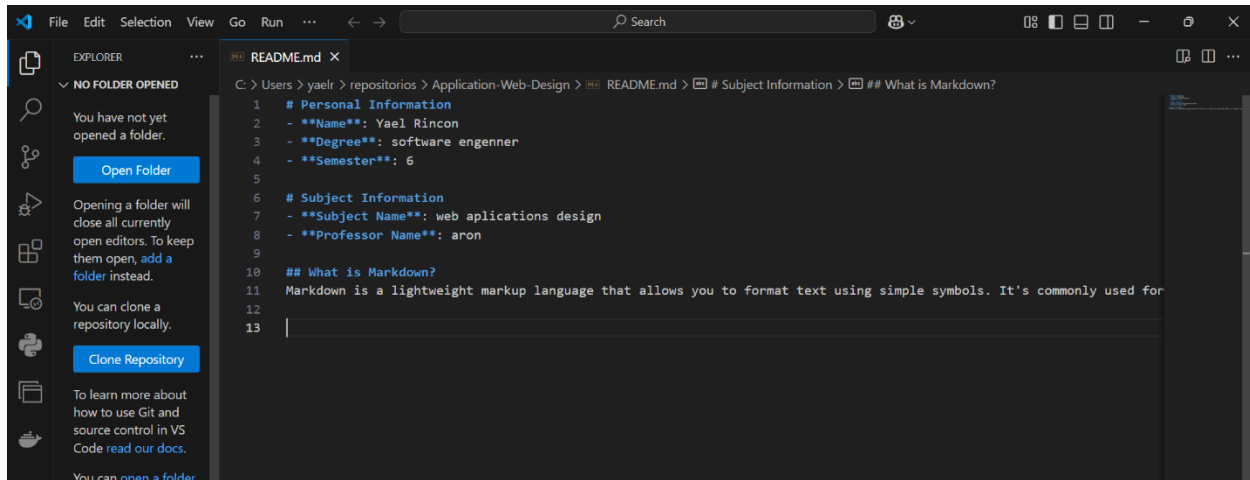 File Edit Selection View Go Run ··· ← → Search
EXPLORER ···
README.md ×
NO FOLDER OPENED
C: > Users > yaelr > repositorios > Application-Web-Design > README.md > # Subject Information > ## What is Markdown?
You have not yet
opened a folder.
Open Folder
Opening a folder will
close all currently
open editors. To keep
them open, add a
folder instead.
You can clone a
repository locally.
Clone Repository
To learn more about
how to use Git and
source control in VS
Code read our docs.
You can open a folder
1 # Personal Information
2 - **Name**: Yael Rincon
3 - **Degree**: software engenner
4 - **Semester**: 6
5
6 # Subject Information
7 - **Subject Name**: web aplications design
8 - **Professor Name**: aron
9
10 ## What is Markdown?
11 Markdown is a lightweight markup language that allows you to format text using simple symbols. It's commonly used for
12
13